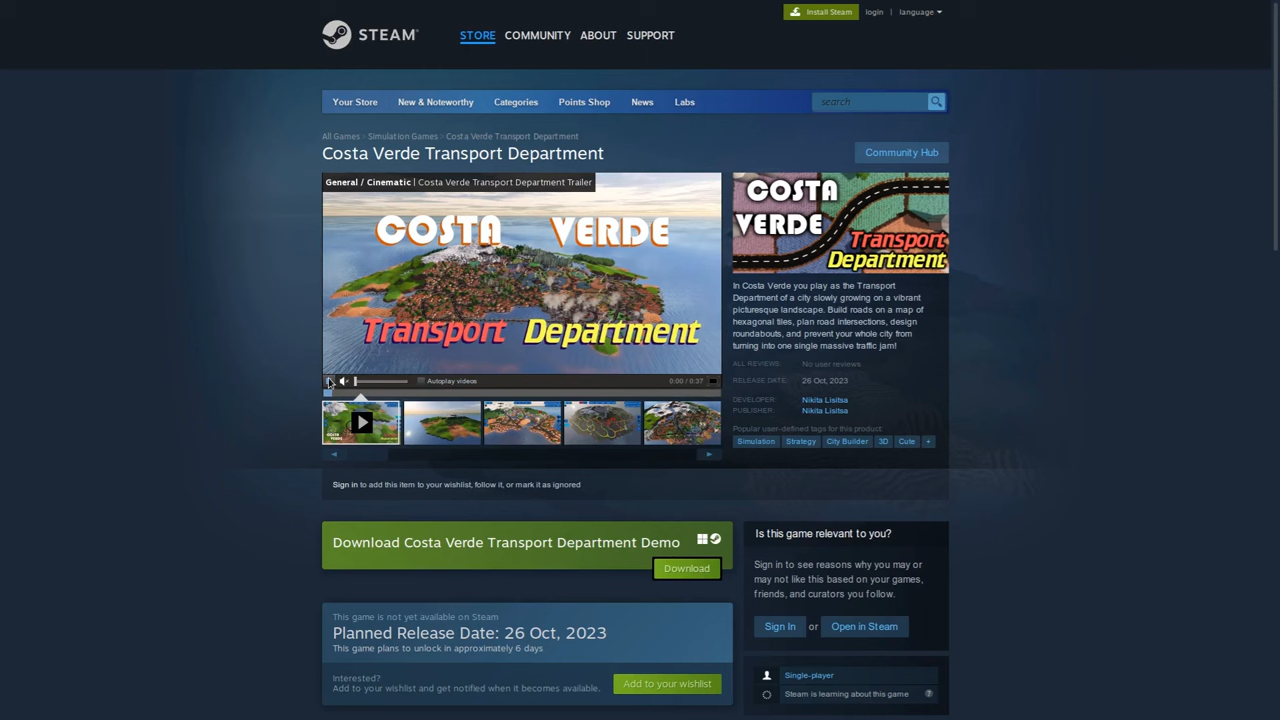 Install Steam | login | language
STEAM® STORE COMMUNITY ABOUT SUPPORT
Your Store New & Noteworthy Categories Points Shop News Labs search
All Games > Simulation Games > Costa Verde Transport Department
Costa Verde Transport Department
Community Hub
General / Cinematic | Costa Verde Transport Department Trailer
COSTA VERDE
Transport Department
Autoplay videos 0:00 / 0:37
COSTA
VERDE
Transport
Department
In Costa Verde you play as the Transport
Department of a city slowly growing on a vibrant
picturesque landscape. Build roads on a map of
hexagonal tiles, plan road intersections, design
roundabouts, and prevent your whole city from
turning into one single massive traffic jam!
ALL REVIEWS: No user reviews
RELEASE DATE: 26 Oct, 2023
DEVELOPER: Nikita Lisitsa
PUBLISHER: Nikita Lisitsa
Popular user-defined tags for this product:
Simulation Strategy City Builder 3D Cute +
Sign in to add this item to your wishlist, follow it, or mark it as ignored
Download Costa Verde Transport Department Demo
Download
This game is not yet available on Steam
Planned Release Date: 26 Oct, 2023
This game plans to unlock in approximately 6 days
Interested?
Add to your wishlist and get notified when it becomes available.
Add to your wishlist
Is this game relevant to you?
Sign in to see reasons why you may or
may not like this based on your games,
friends, and curators you follow.
Sign In or Open in Steam
Single-player
Steam is learning about this game ?